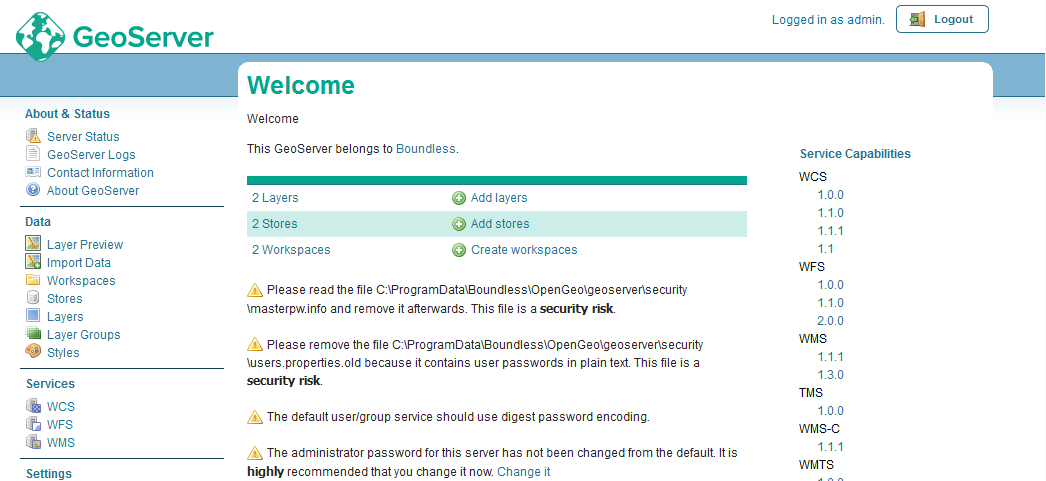 GeoServer
Logged in as admin.
Logout
About & Status
Server Status
GeoServer Logs
Contact Information
About GeoServer
Data
Layer Preview
Import Data
Workspaces
Stores
Layers
Layer Groups
Styles
Services
WCS
WFS
WMS
Settings
Welcome
Welcome
This GeoServer belongs to Boundless.
2 Layers Add layers
2 Stores Add stores
2 Workspaces Create workspaces
Please read the file C:\ProgramData\Boundless\OpenGeo\geoserver\security
\masterpw.info and remove it afterwards. This file is a security risk.
Please remove the file C:\ProgramData\Boundless\OpenGeo\geoserver\security
\users.properties.old because it contains user passwords in plain text. This file is a
security risk.
The default user/group service should use digest password encoding.
The administrator password for this server has not been changed from the default. It is
highly recommended that you change it now. Change it
Service Capabilities
WCS
1.0.0
1.1.0
1.1.1
1.1
WFS
1.0.0
1.1.0
2.0.0
WMS
1.1.1
1.3.0
TMS
1.0.0
WMS-C
1.1.1
WMTS